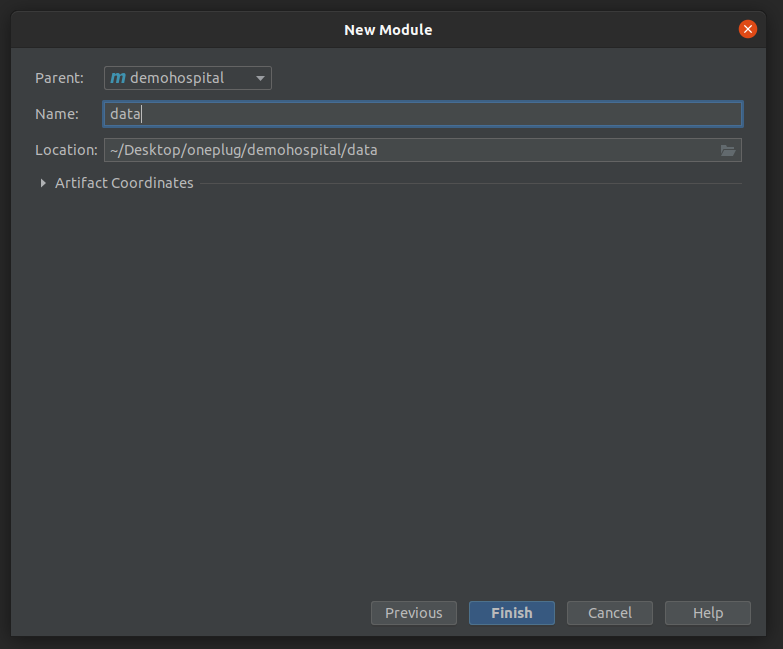 New Module
Parent: m demohospital
Name: data
Location: ~/Desktop/oneplug/demohospital/data
Artifact Coordinates
Previous Finish Cancel Help